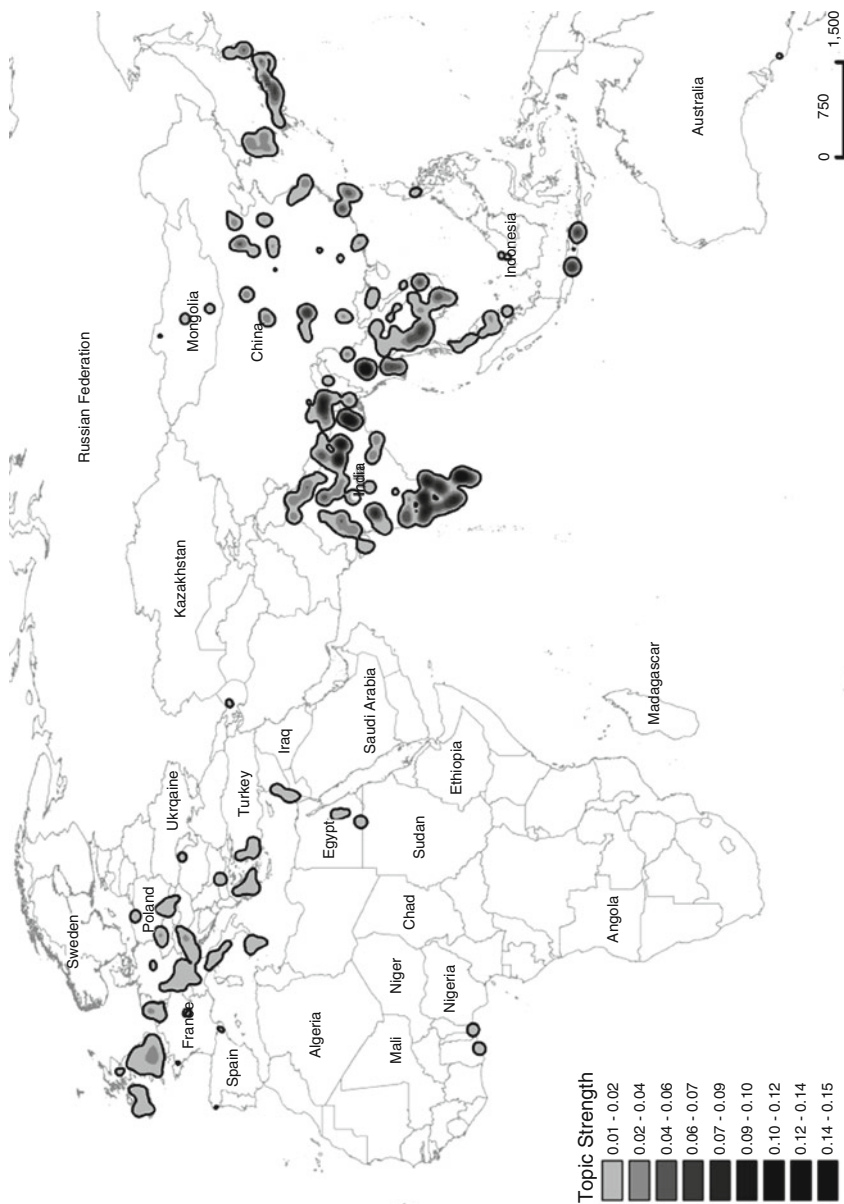 Russian Federation
Sweden
Poland
Ukrqaine
Kazakhstan
Mongolia
France
Spain
Turkey
China
Iraq
Algeria
Egypt
Saudi Arabia
India
Mali
Niger
Chad
Sudan
Nigeria
Ethiopia
Indonesia
Angola
Madagascar
Australia
Topic Strength
0.01 - 0.02
0.02 - 0.04
0.04 - 0.06
0.06 - 0.07
0.07 - 0.09
0.09 - 0.10
0.10 - 0.12
0.12 - 0.14
0.14 - 0.15
0 750 1,500